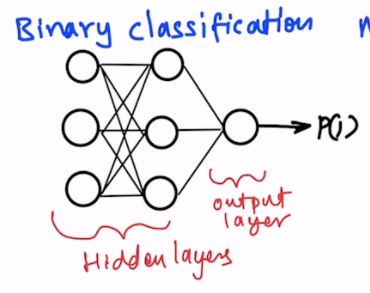 Binary classification
P(1)
output
layer
Hidden layers